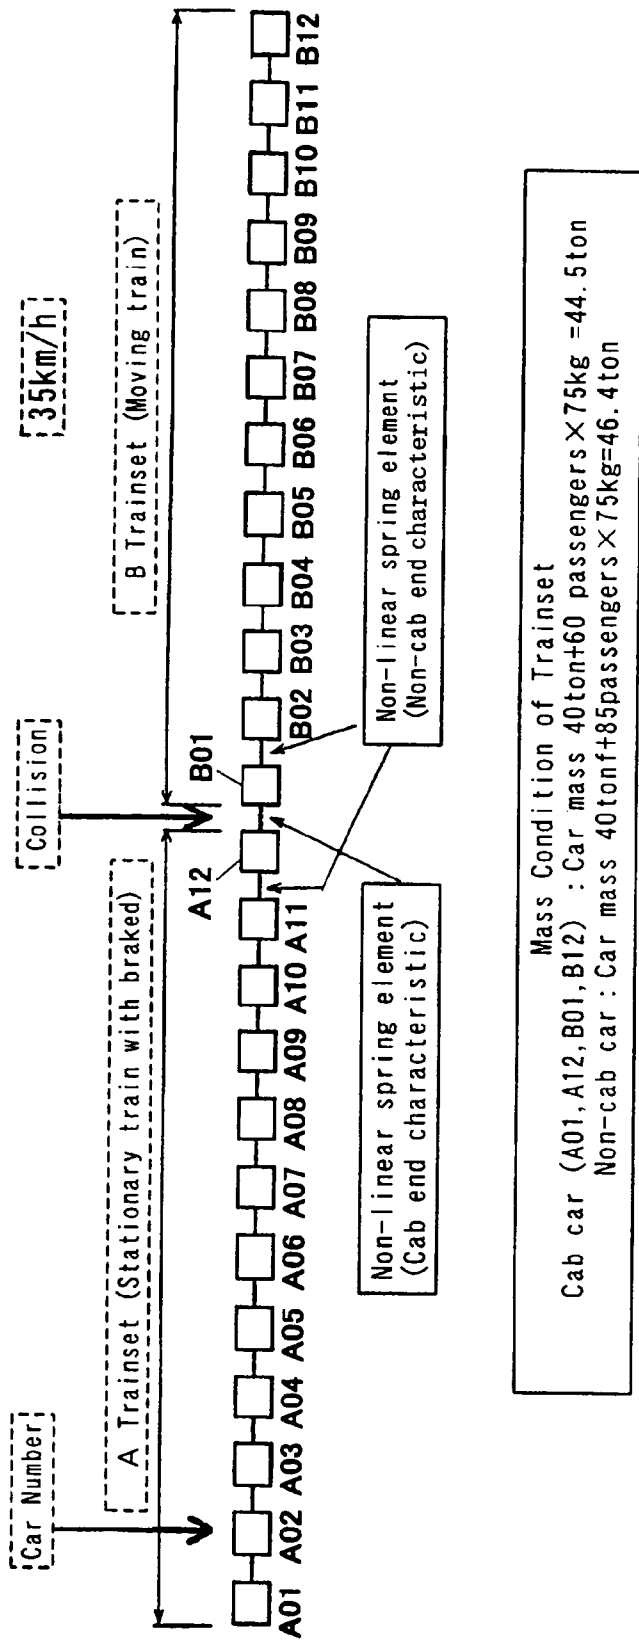 35km/h
Car Number
Collision
A Trainset (Stationary train with braked)
B Trainset (Moving train)
A01 A02 A03 A04 A05 A06 A07 A08 A09 A10 A11 A12 B01 B02 B03 B04 B05 B06 B07 B08 B09 B10 B11 B12
Non-linear spring element
(Cab end characteristic)
Non-linear spring element
(Non-cab end characteristic)
Mass Condition of Trainset
Cab car (A01,A12,B01,B12) :Car mass 40ton+60 passengers×75kg =44.5ton
Non-cab car:Car mass 40tonf+85passengers×75kg=46.4ton